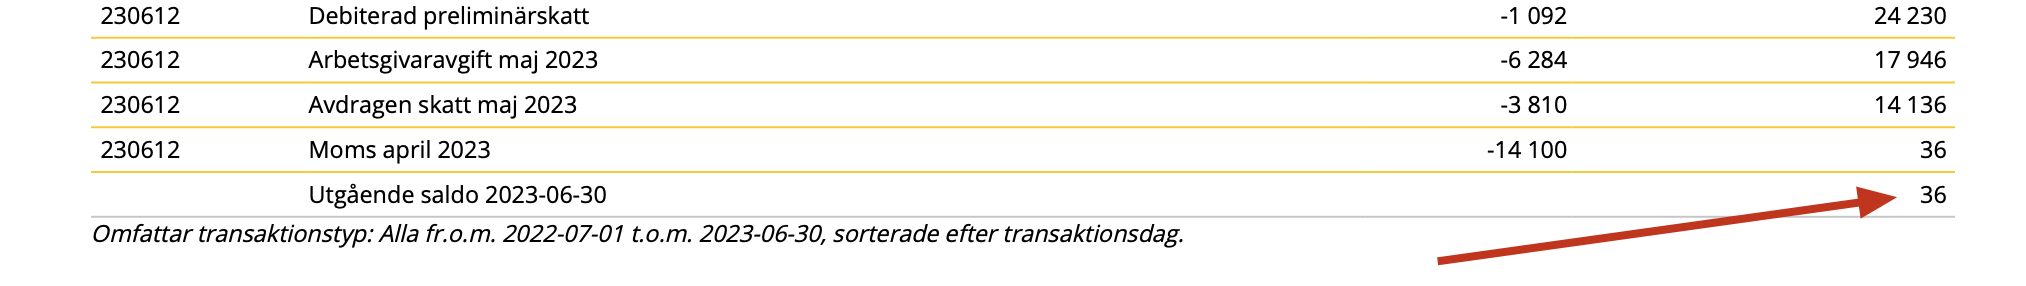 230612 Debiterad preliminärskatt -1 092 24 230
230612 Arbetsgivaravgift maj 2023 -6 284 17 946
230612 Avdragen skatt maj 2023 -3 810 14 136
230612 Moms april 2023 -14 100 36
Utgående saldo 2023-06-30 36
Omfattar transaktionstyp: Alla fr.o.m. 2022-07-01 t.o.m. 2023-06-30, sorterade efter transaktionsdag.